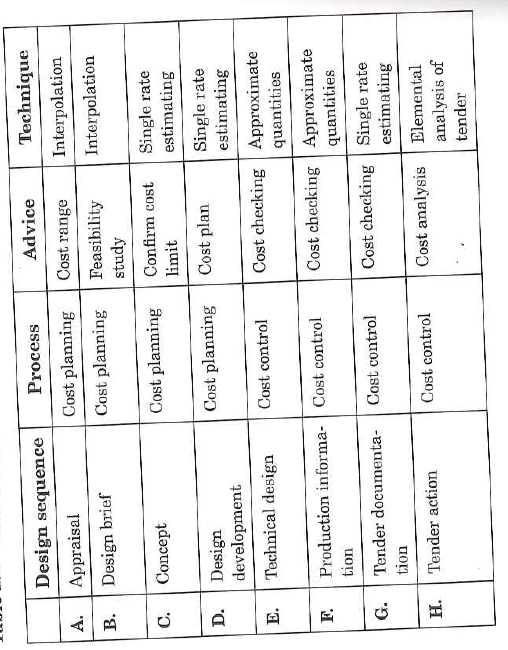 Design sequence Process Advice Technique
A. Appraisal Cost planning Cost range Interpolation
B. Design brief Cost planning Feasibility Interpolation
study
C. Concept Cost planning Confirm cost Single rate
limit estimating
D. Design Cost planning Cost plan Single rate
development estimating
E. Technical design Cost control Cost checking Approximate
quantities
F. Production informa- Cost control Cost checking Approximate
tion quantities
G. Tender documenta- Cost control Cost checking Single rate
tion estimating
H. Tender action Cost control Cost analysis Elemental
analysis of
tender